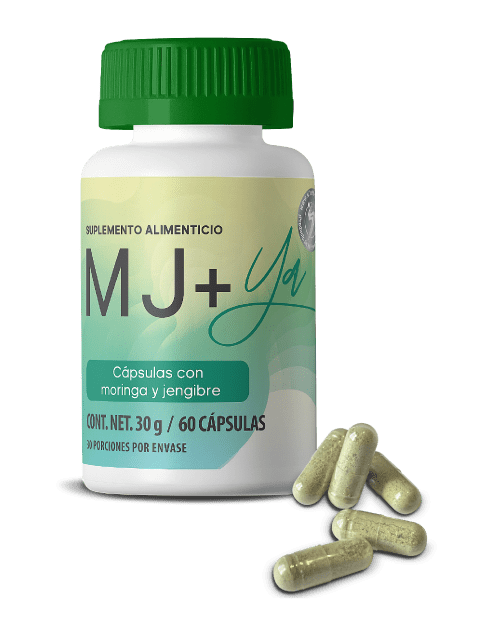 SUPLEMENTO ALIMENTICIO
MJ+ Ya
Cápsulas con
moringa y jengibre
CONT. NET. 30 g / 60 CÁPSULAS
30 PORCIONES POR ENVASE